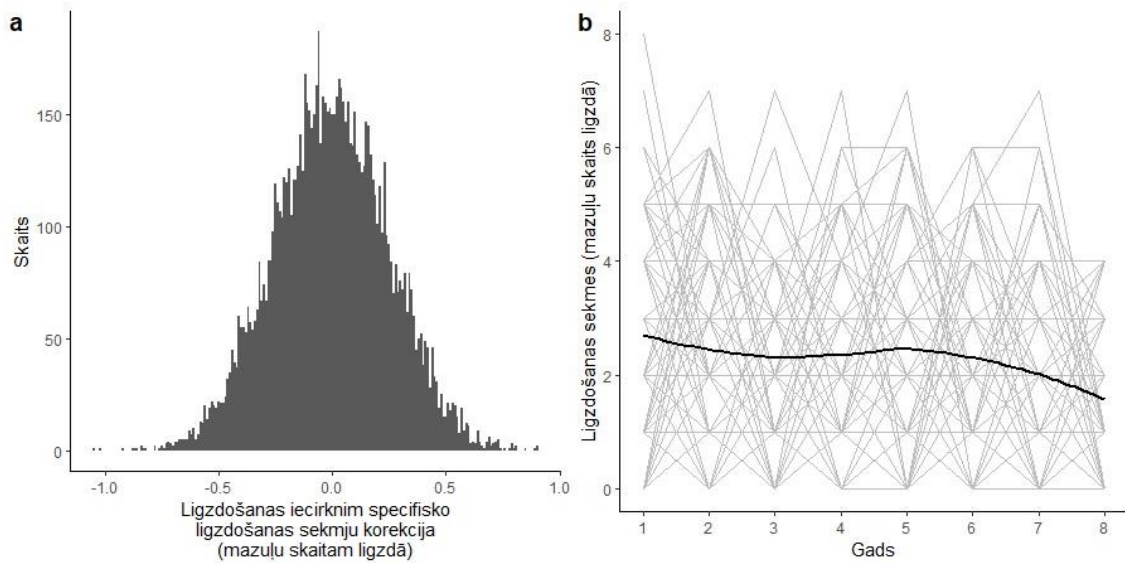 a
Skaits
150
100
50
0
-1.0
-0.5
0.0
0.5
1.0
Ligzdošanas iecirknim specifisko
ligzdošanas sekmju korekcija
(mazuļu skaitam ligzdā)
b
Ligzdošanas sekmes (mazuļu skaits ligzdā)
8
6
4
2
0
1 2 3 4 5 6 7 8
Gads